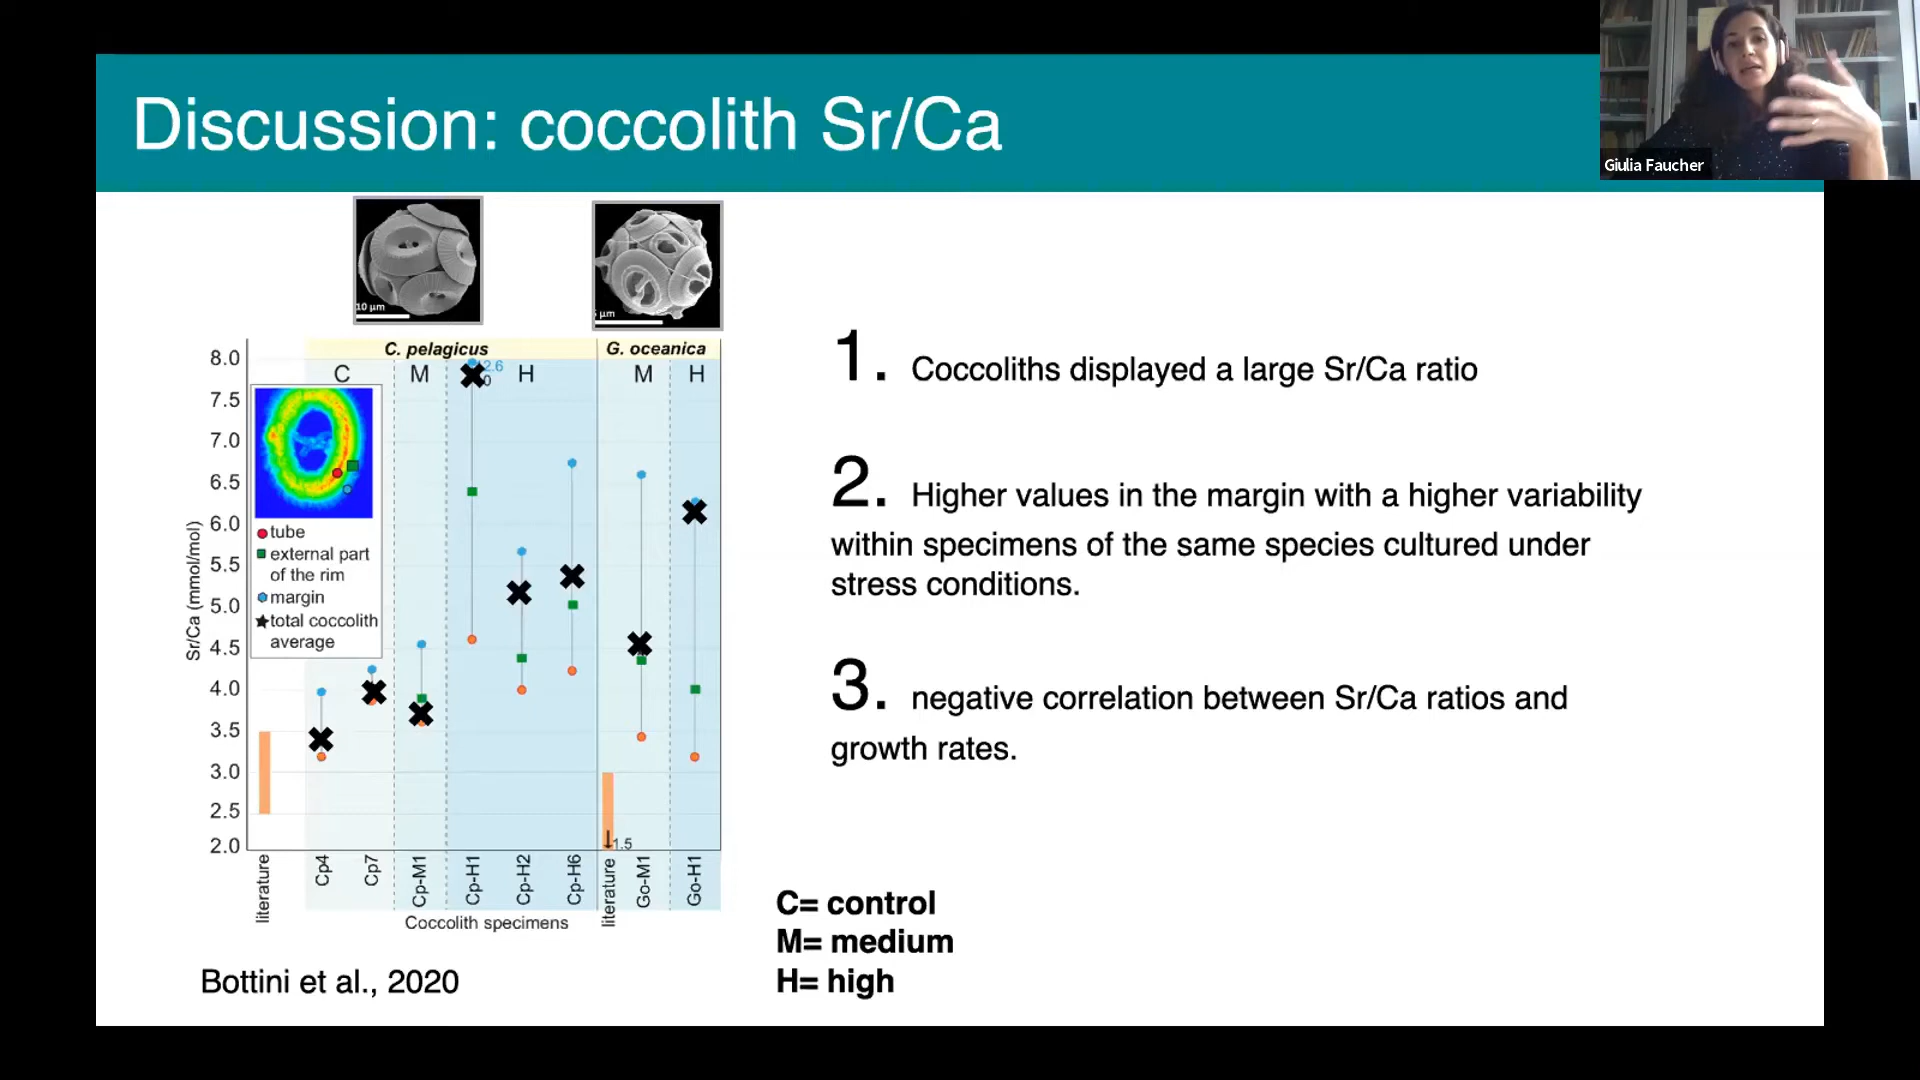 Discussion: coccolith Sr/Ca
Giulia Faucher
10 µm
µm
C. pelagicus
G. oceanica
C M H M H
8.0
7.5
7.0
6.5
6.0
5.5
5.0
4.5
4.0
3.5
3.0
2.5
2.0
Sr/Ca (mmol/mol)
tube
external part
of the rim
margin
total coccolith
average
1.5
literature
Cp4
Cp7
Cp-M1
Cp-H1
Cp-H2
Cp-H6
literature
Go-M1
Go-H1
Coccolith specimens
Bottini et al., 2020
1. Coccoliths displayed a large Sr/Ca ratio
2. Higher values in the margin with a higher variability
within specimens of the same species cultured under
stress conditions.
3. negative correlation between Sr/Ca ratios and
growth rates.
C= control
M= medium
H= high